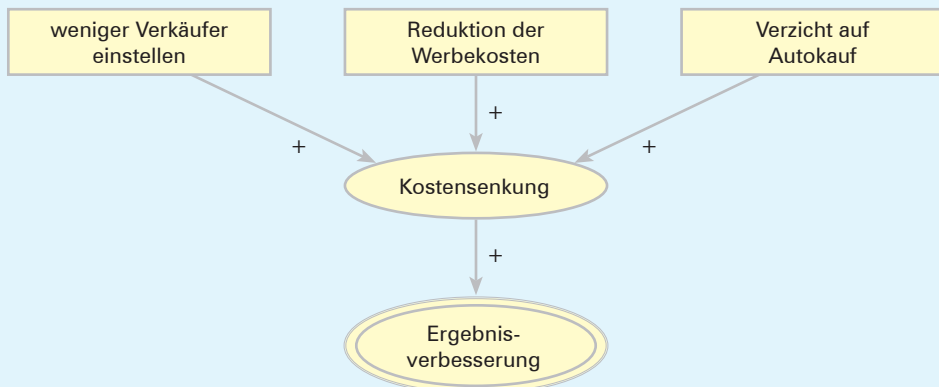 weniger Verkäufer
einstellen
Reduktion der
Werbekosten
Verzicht auf
Autokauf
+
+
+
Kostensenkung
+
Ergebnis-
verbesserung